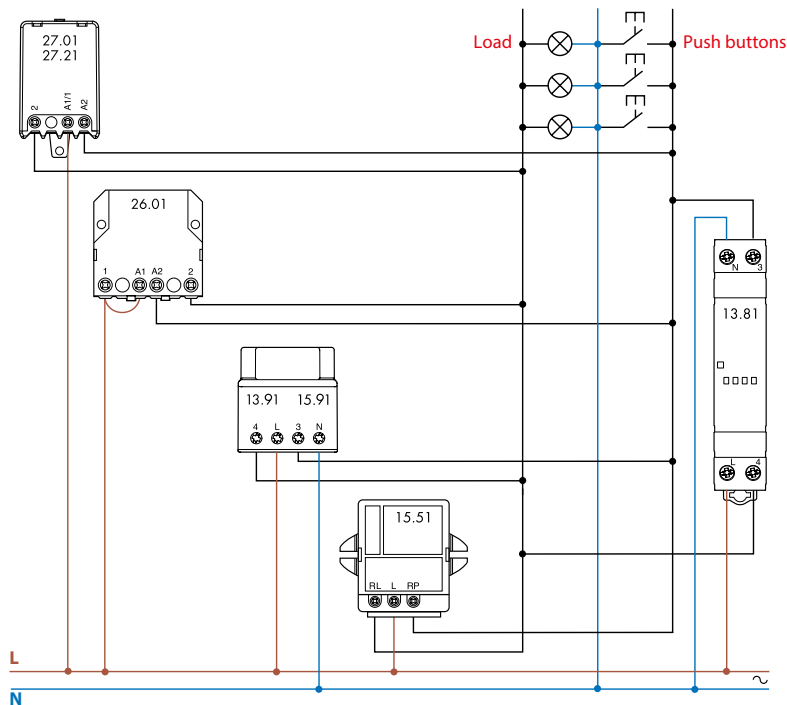 27.01
27.21
2 A1/1 A2
Load
Push buttons
26.01
1 A1 A2 2
N 3
13.81
L 4
13.91 15.91
4 L 3 N
15.51
RL L RP
L
N